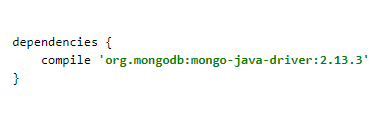 dependencies {
    compile 'org.mongodb:mongo-java-driver:2.13.3'
}